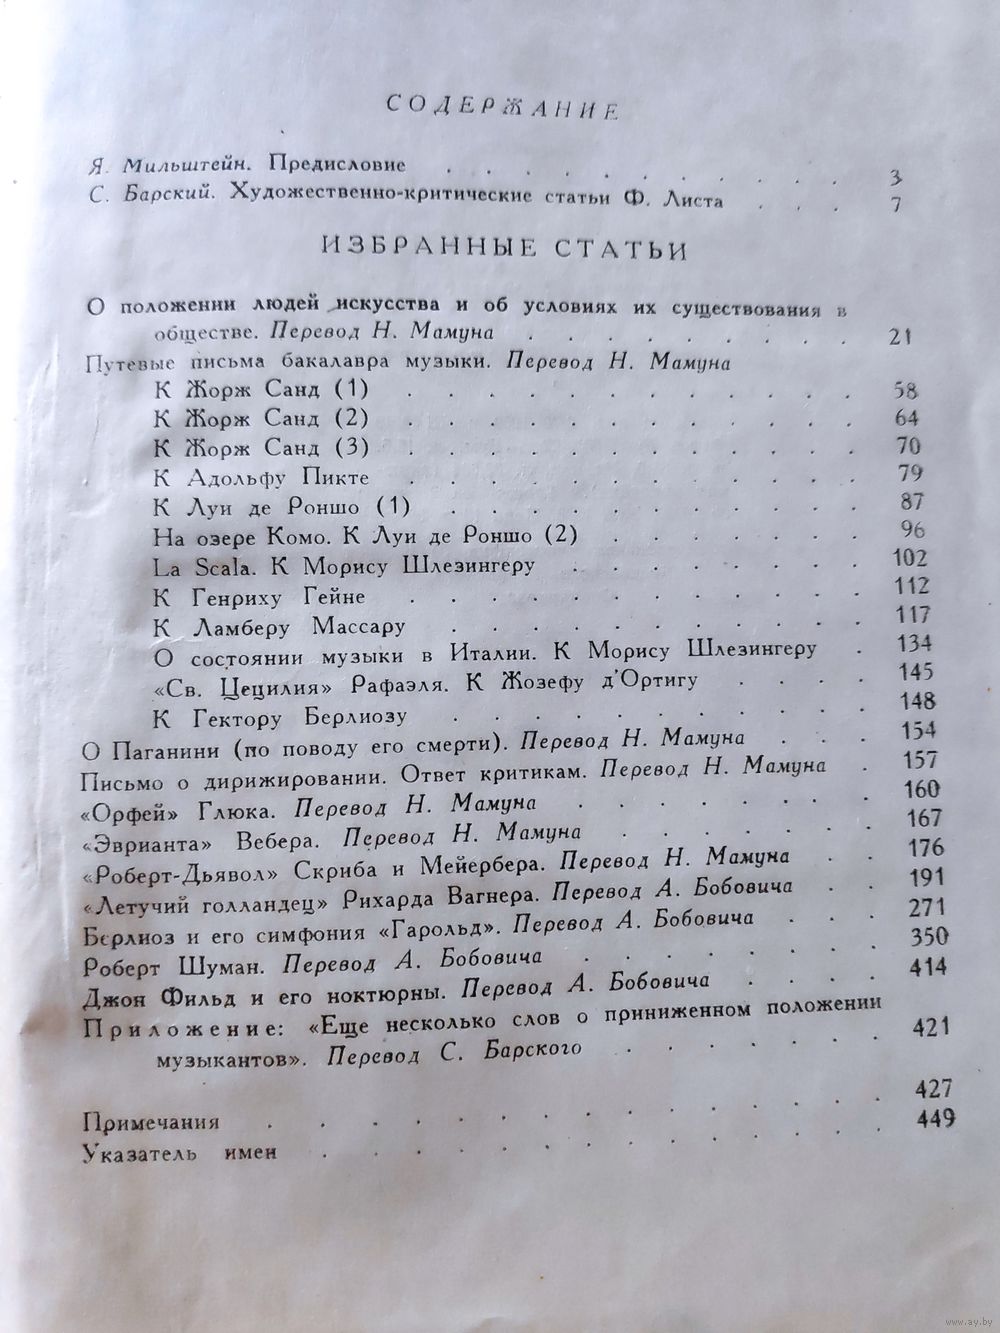 СОДЕРЖАНИЕ
Я. Мильштейн. Предисловие . . . . . . . . . . 3
С. Барский. Художественно-критические статьи Ф. Листа . . . 7
ИЗБРАННЫЕ СТАТЬИ
О положении людей искусства и об условиях их существования в
обществе. Перевод Н. Мамуна . . . . . . . . 21
Путевые письма бакалавра музыки. Перевод Н. Мамуна
К Жорж Санд (1) . . . . . . . . . . . 58
К Жорж Санд (2) . . . . . . . . . . . 64
К Жорж Санд (3) . . . . . . . . . . . 70
К Адольфу Пикте . . . . . . . . . . . 79
К Луи де Роншо (1) . . . . . . . . . . 87
На озере Комо. К Луи де Роншо (2) . . . . . . 96
La Scala. К Морису Шлезингеру . . . . . . . 102
К Генриху Гейне . . . . . . . . . . . 112
К Ламберу Массару . . . . . . . . . . 117
О состоянии музыки в Италии. К Морису Шлезингеру . 134
«Св. Цецилия» Рафаэля. К Жозефу д'Ортигу . . . . 145
К Гектору Берлиозу . . . . . . . . . . 148
О Паганини (по поводу его смерти). Перевод Н. Мамуна . . . 154
Письмо о дирижировании. Ответ критикам. Перевод Н. Мамуна . 157
«Орфей» Глюка. Перевод Н. Мамуна . . . . . . . 160
«Эврианта» Вебера. Перевод Н. Мамуна . . . . . . 167
«Роберт-Дьявол» Скриба и Мейербера. Перевод Н. Мамуна . . 176
«Летучий голландец» Рихарда Вагнера. Перевод А. Бобовича . . 191
Берлиоз и его симфония «Гарольд». Перевод А. Бобовича . . . 271
Роберт Шуман. Перевод А. Бобовича . . . . . . . 350
Джон Фильд и его ноктюрны. Перевод А. Бобовича . . . . 414
Приложение: «Еще несколько слов о приниженном положении
музыкантов». Перевод С. Барского . . . . . . 421
Примечания . . . . . . . . . . . . . 427
Указатель имен . . . . . . . . . . . . 449
www.ay.by